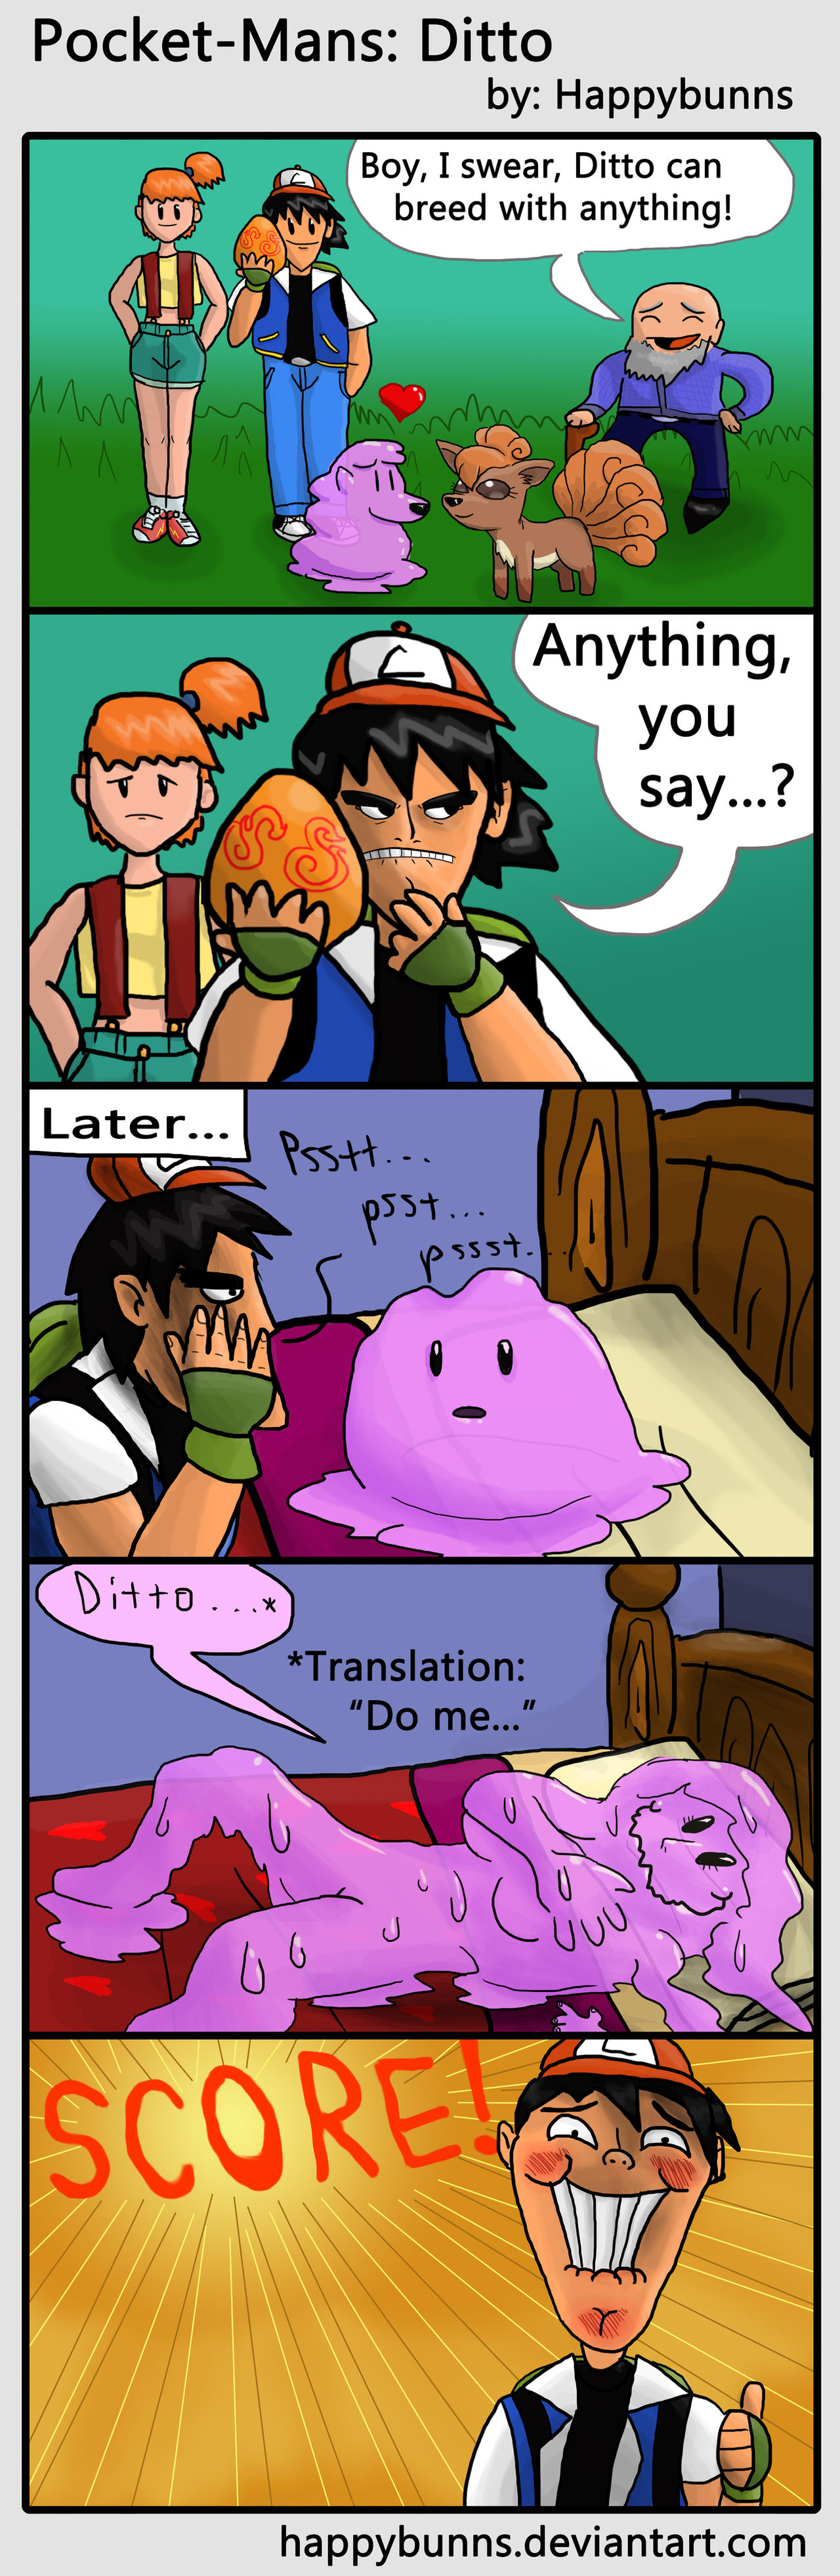 Pocket-Mans: Ditto
by: Happybunns
Boy, I swear, Ditto can
breed with anything!
Anything,
you
say...?
Later...
Psstt...
psst...
pssst...
Ditto...*
*Translation:
"Do me..."
SCORE!
happybunns.deviantart.com